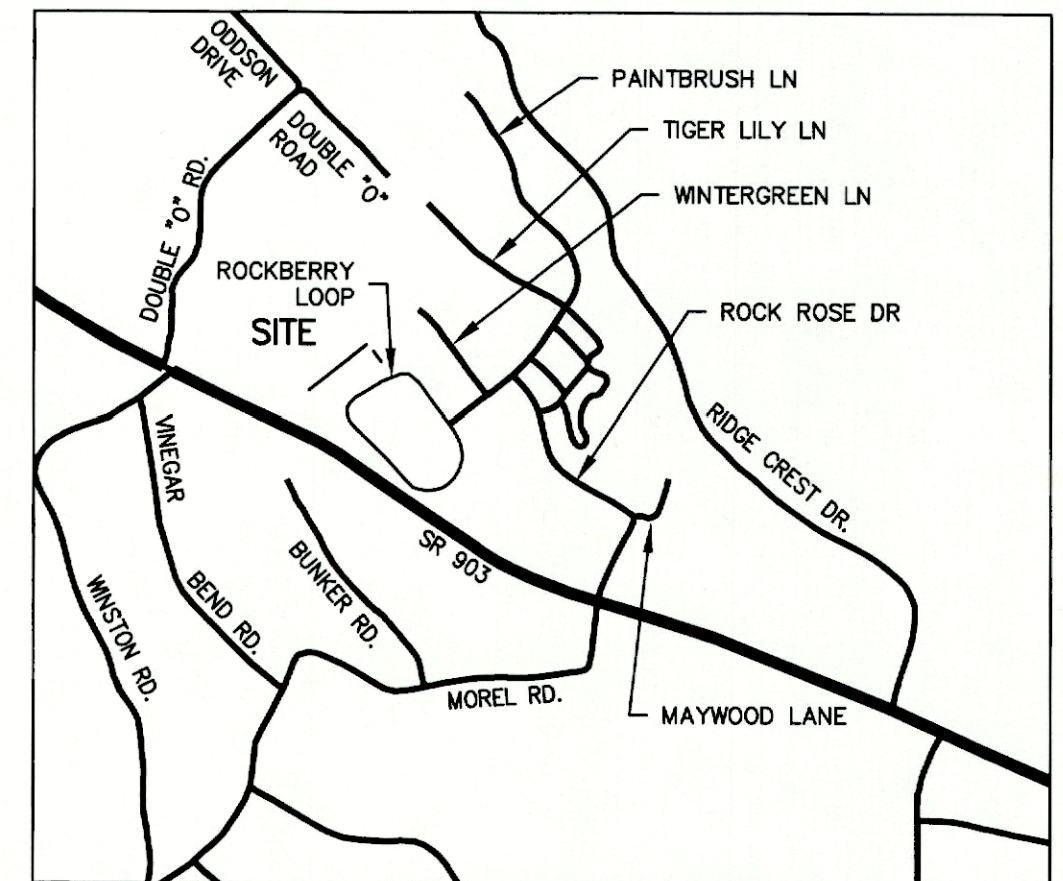 ODDSON
DRIVE
DOUBLE "O"
ROAD
DOUBLE "O" RD.
PAINTBRUSH LN
TIGER LILY LN
WINTERGREEN LN
ROCKBERRY
LOOP
SITE
ROCK ROSE DR
RIDGE CREST DR.
VINEGAR
BEND RD.
WINSTON RD.
BUNKER RD.
SR 903
MOREL RD.
MAYWOOD LANE